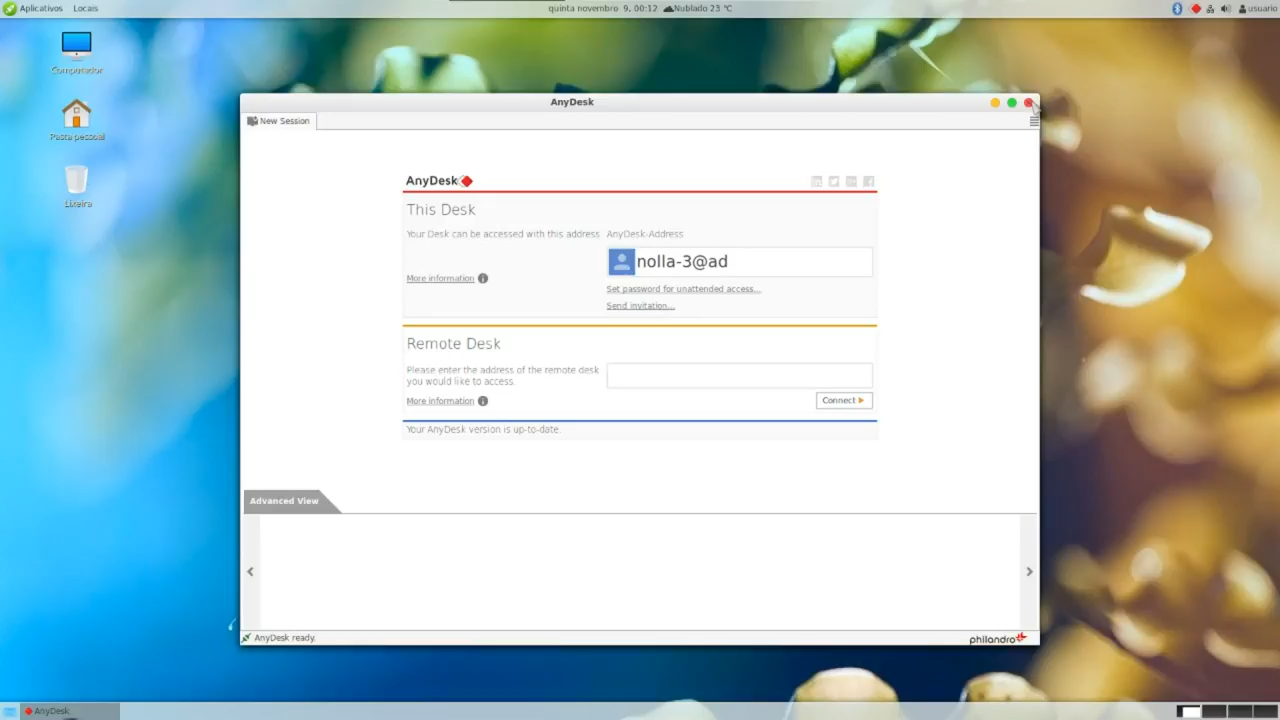 Aplicativos Locais quinta novembro 9, 00:12 Nublado 23 ℃ usuario
Computador
Pasta pessoal
Lixeira
AnyDesk
New Session
AnyDesk
This Desk
Your Desk can be accessed with this address AnyDesk-Address
nolla-3@ad
More information
Set password for unattended access...
Send invitation...
Remote Desk
Please enter the address of the remote desk
you would like to access.
More information Connect
Your AnyDesk version is up-to-date.
Advanced View
AnyDesk ready. philandro
AnyDesk